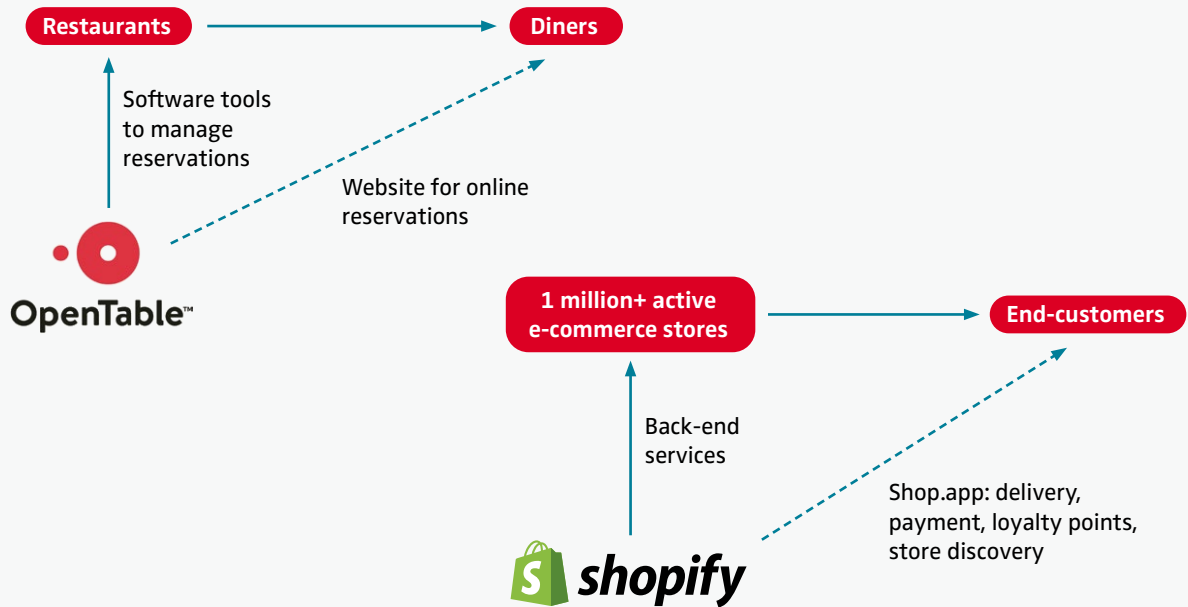 Restaurants
Diners
Software tools
to manage
reservations
Website for online
reservations
OpenTable™
1 million+ active
e-commerce stores
End-customers
Back-end
services
Shop.app: delivery,
payment, loyalty points,
store discovery
S shopify